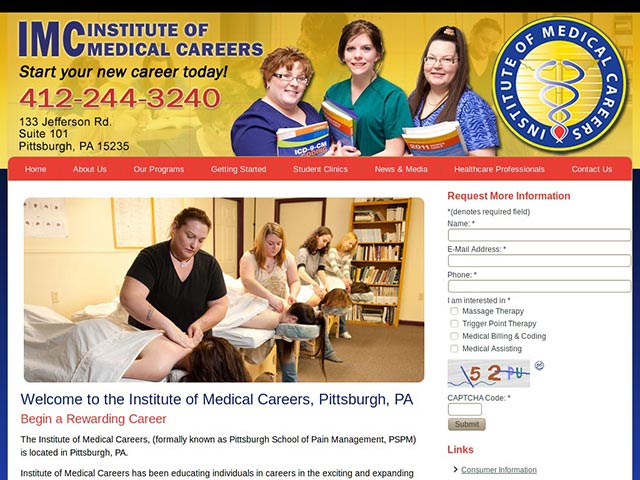 IMC INSTITUTE OF
MEDICAL CAREERS
Start your new career today!
412-244-3240
133 Jefferson Rd.
Suite 101
Pittsburgh, PA 15235
ICD-9-CM
2011
INSTITUTE OF MEDICAL CAREERS
Home About Us Our Programs Getting Started Student Clinics News & Media Healthcare Professionals Contact Us
Welcome to the Institute of Medical Careers, Pittsburgh, PA
Begin a Rewarding Career
The Institute of Medical Careers, (formally known as Pittsburgh School of Pain Management, PSPM)
is located in Pittsburgh, PA.
Institute of Medical Careers has been educating individuals in careers in the exciting and expanding
Request More Information
*(denotes required field)
Name: *
E-Mail Address: *
Phone: *
I am interested in *
Massage Therapy
Trigger Point Therapy
Medical Billing & Coding
Medical Assisting
52PU
CAPTCHA Code: *
Submit
Links
Consumer Information